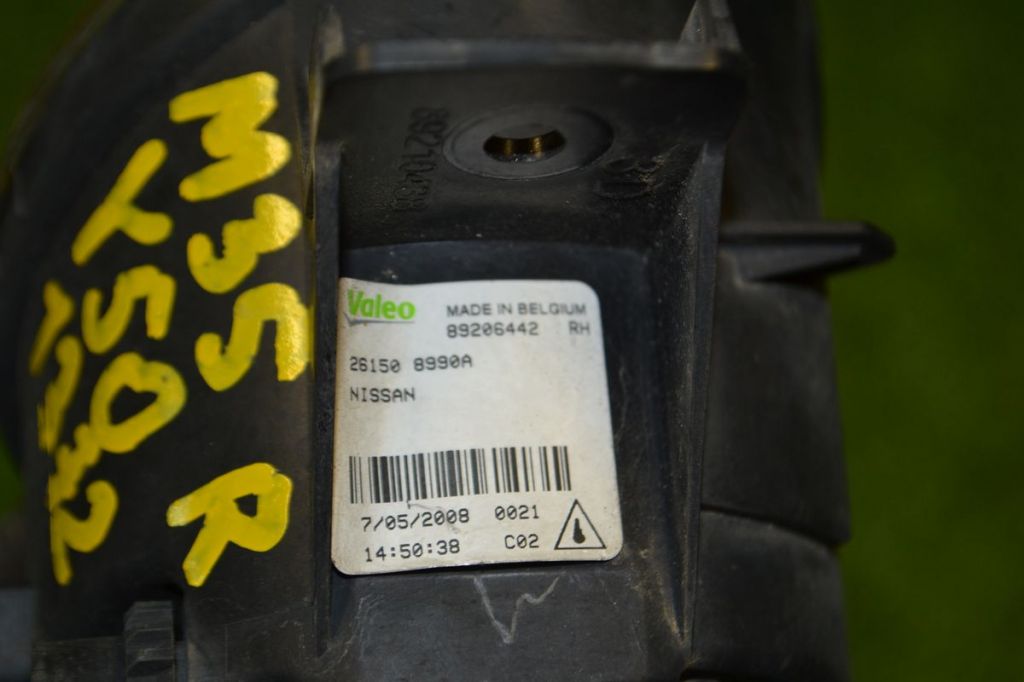 M35 R
Y50
Valeo
MADE IN BELGIUM
89206442 RH
26150 8990A
NISSAN
7/05/2008 0021
14:50:38 C02